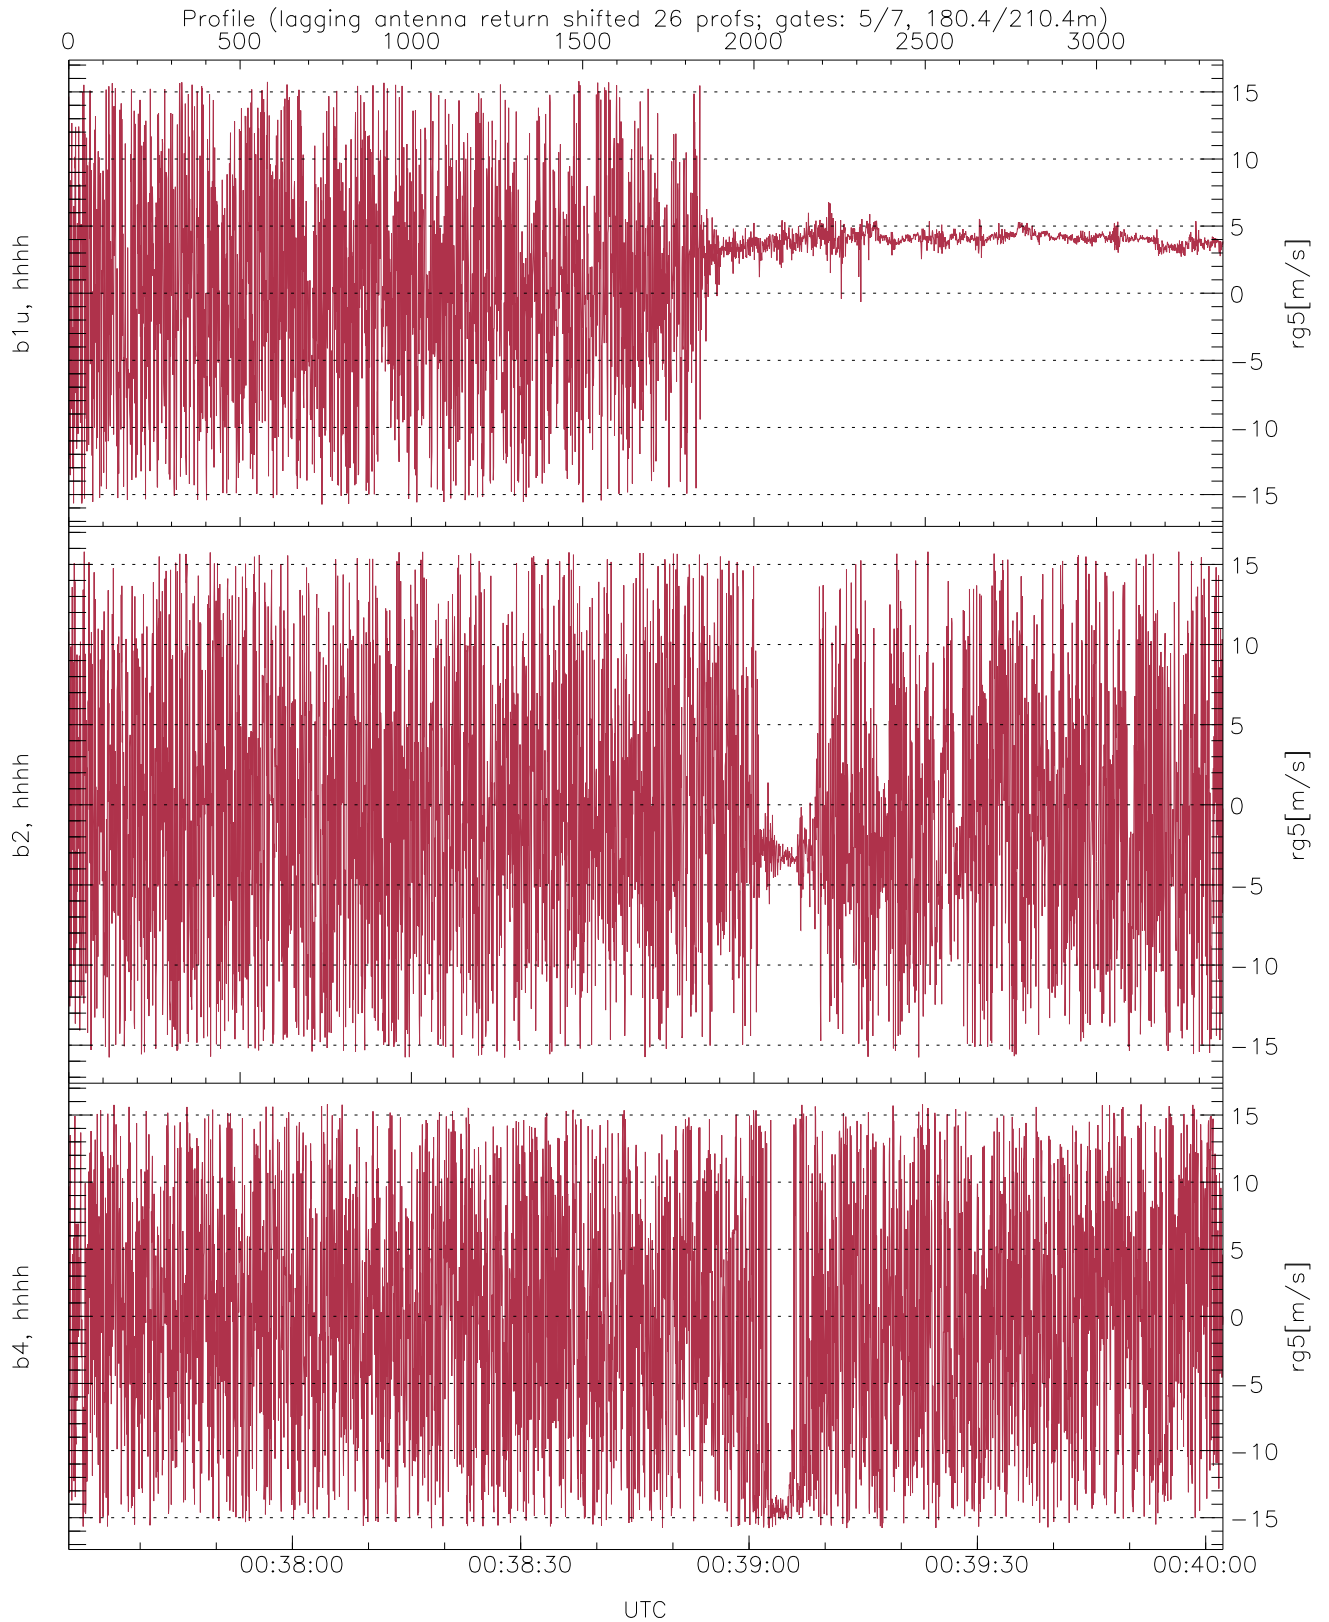 Profile (lagging antenna return shifted 26 profs; gates: 5/7, 180.4/210.4m)
0 500 1000 1500 2000 2500 3000
b1u, hhhh
15
10
5
0
−5
−10
−15
rg5[m/s]
b2, hhhh
15
10
5
0
−5
−10
−15
rg5[m/s]
b4, hhhh
15
10
5
0
−5
−10
−15
rg5[m/s]
00:38:00 00:38:30 00:39:00 00:39:30 00:40:00
UTC